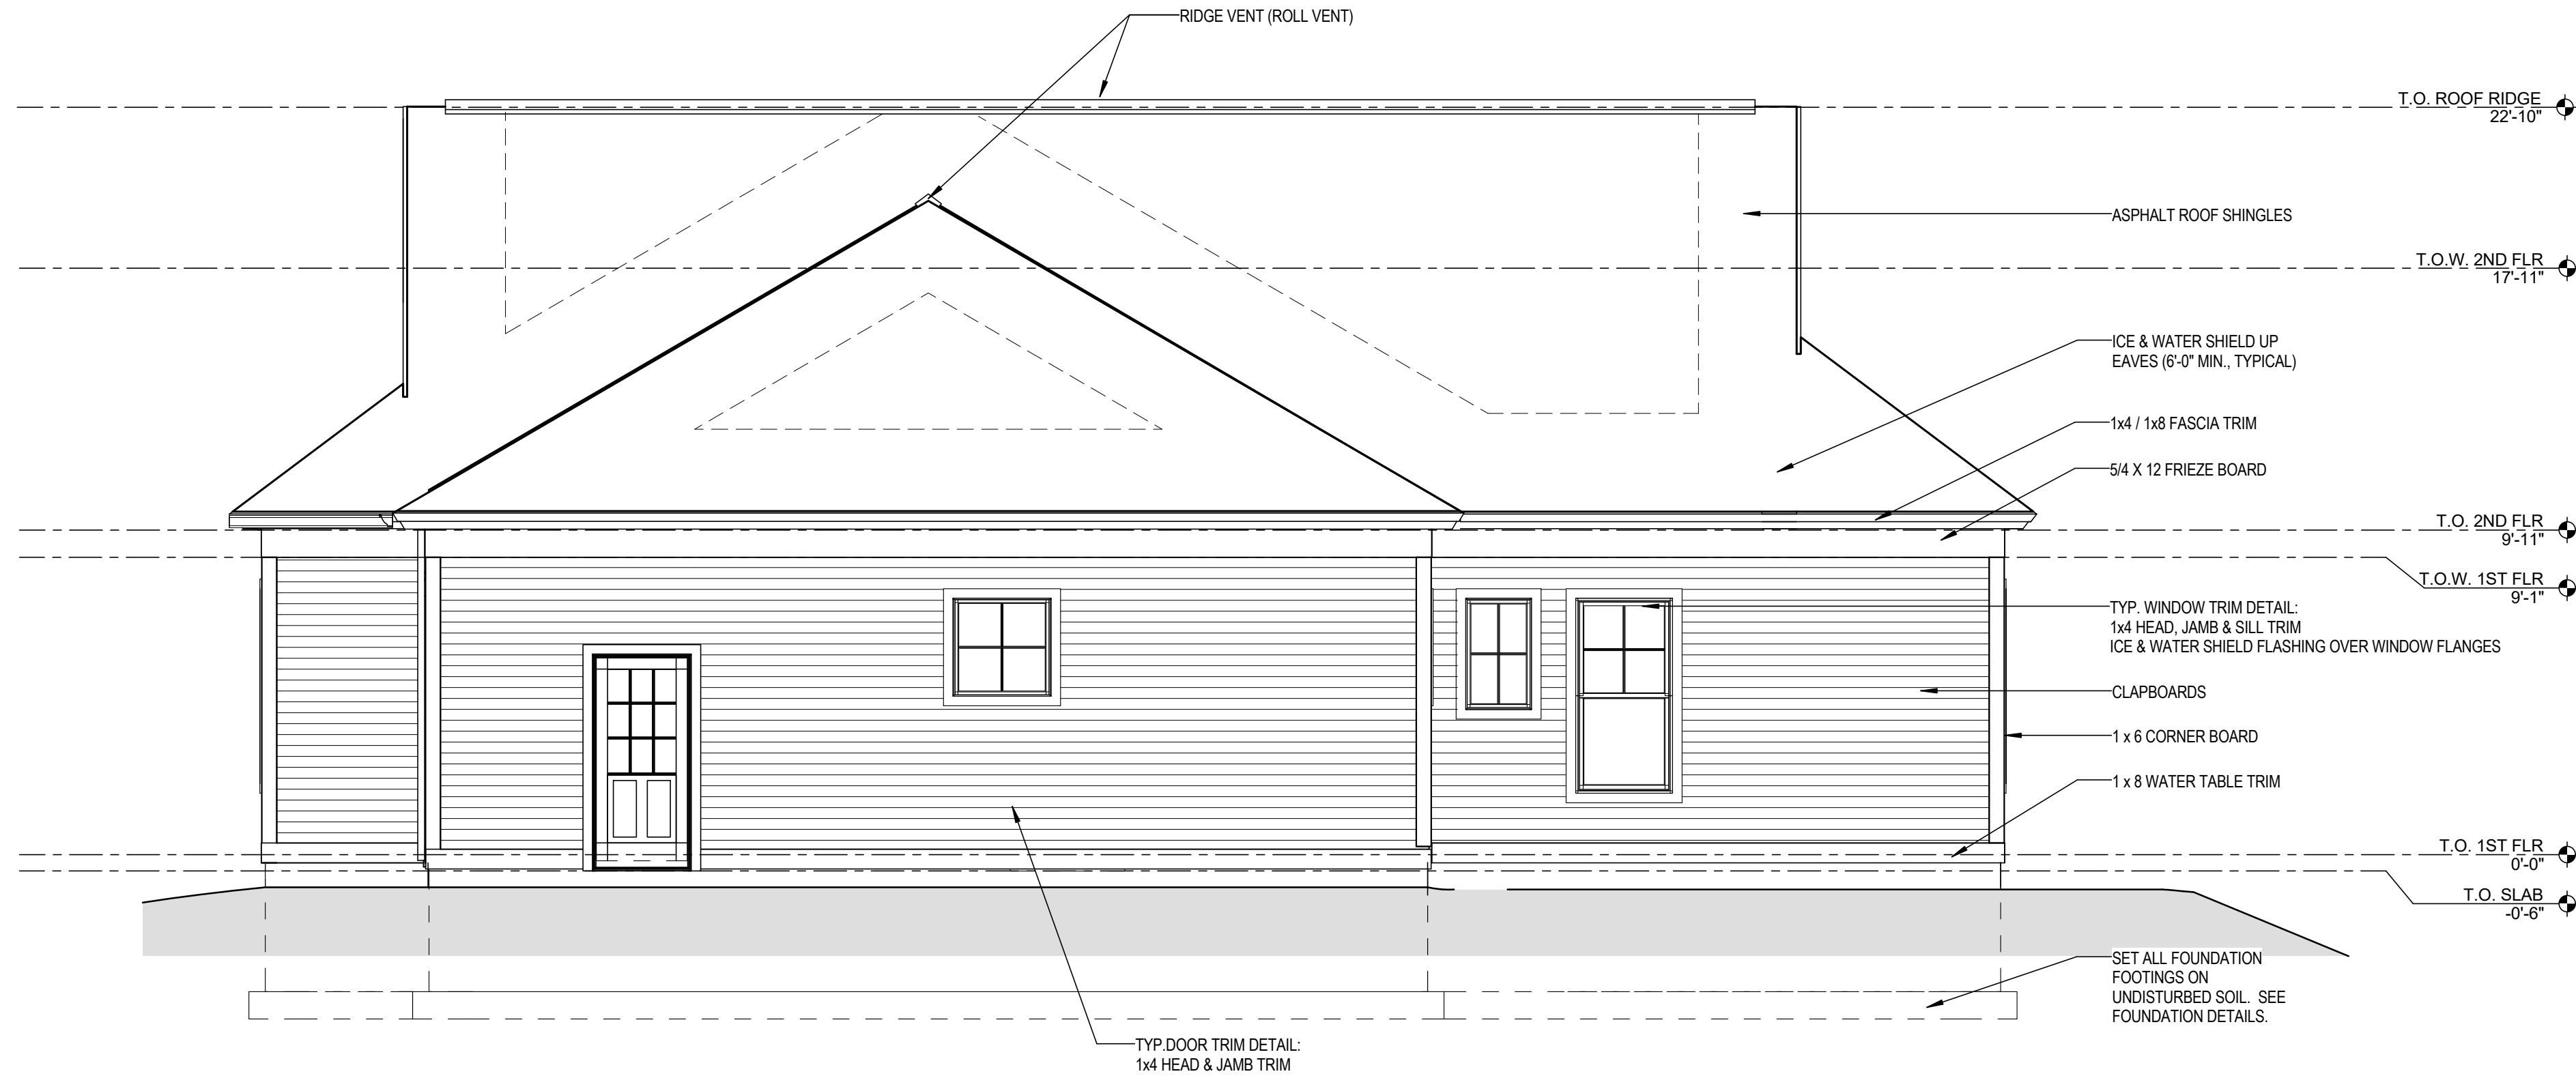 RIDGE VENT (ROLL VENT)
T.O. ROOF RIDGE
22'-10"
ASPHALT ROOF SHINGLES
T.O.W. 2ND FLR
17'-11"
ICE & WATER SHIELD UP
EAVES (6'-0" MIN., TYPICAL)
1x4 / 1x8 FASCIA TRIM
5/4 X 12 FRIEZE BOARD
T.O. 2ND FLR
9'-11"
T.O.W. 1ST FLR
9'-1"
TYP. WINDOW TRIM DETAIL:
1x4 HEAD, JAMB & SILL TRIM
ICE & WATER SHIELD FLASHING OVER WINDOW FLANGES
CLAPBOARDS
1 x 6 CORNER BOARD
1 x 8 WATER TABLE TRIM
T.O. 1ST FLR
0'-0"
T.O. SLAB
-0'-6"
SET ALL FOUNDATION
FOOTINGS ON
UNDISTURBED SOIL.  SEE
FOUNDATION DETAILS.
TYP.DOOR TRIM DETAIL:
1x4 HEAD & JAMB TRIM